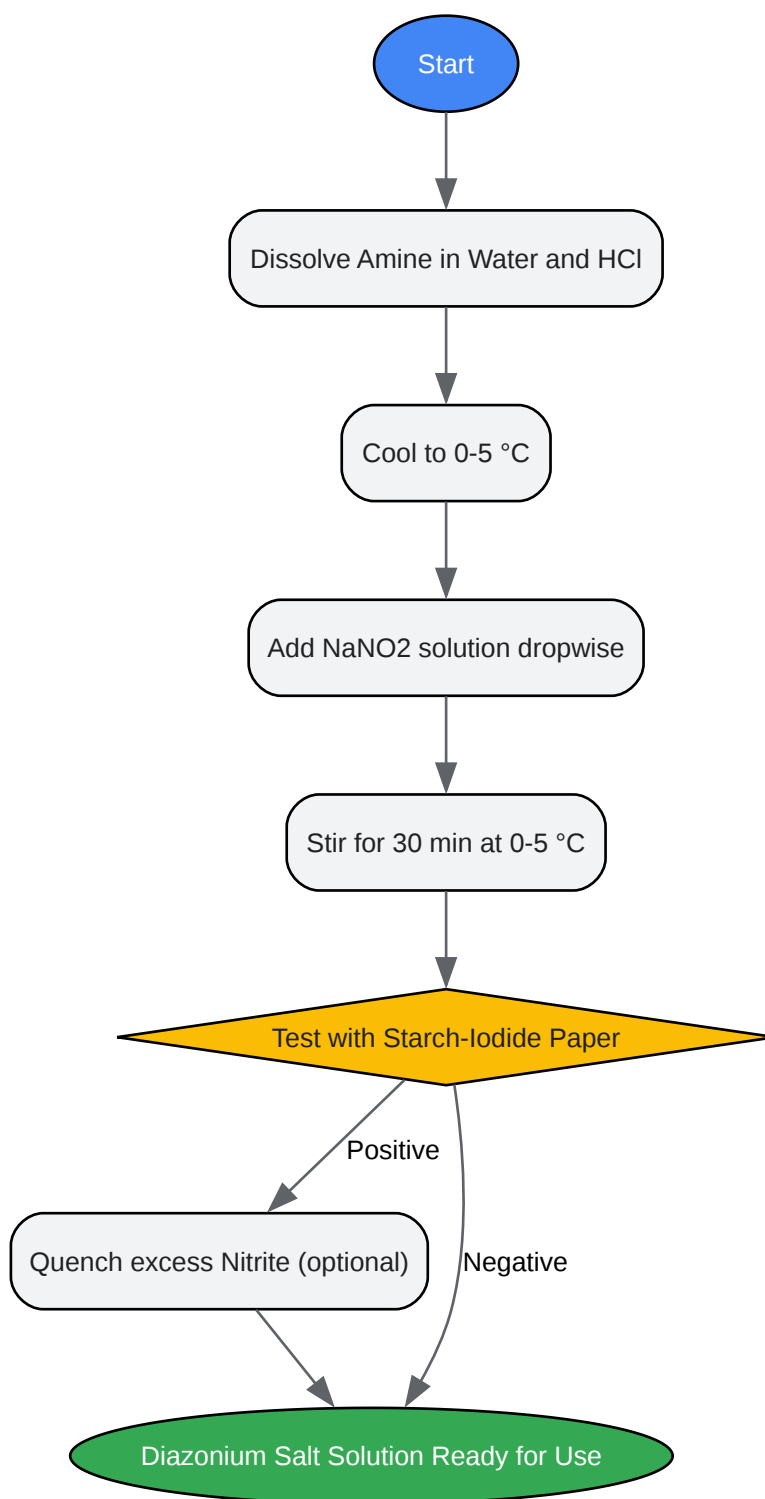 Start
Dissolve Amine in Water and HCl
Cool to 0-5 °C
Add NaNO2 solution dropwise
Stir for 30 min at 0-5 °C
Test with Starch-Iodide Paper
Positive
Quench excess Nitrite (optional)
Negative
Diazonium Salt Solution Ready for Use